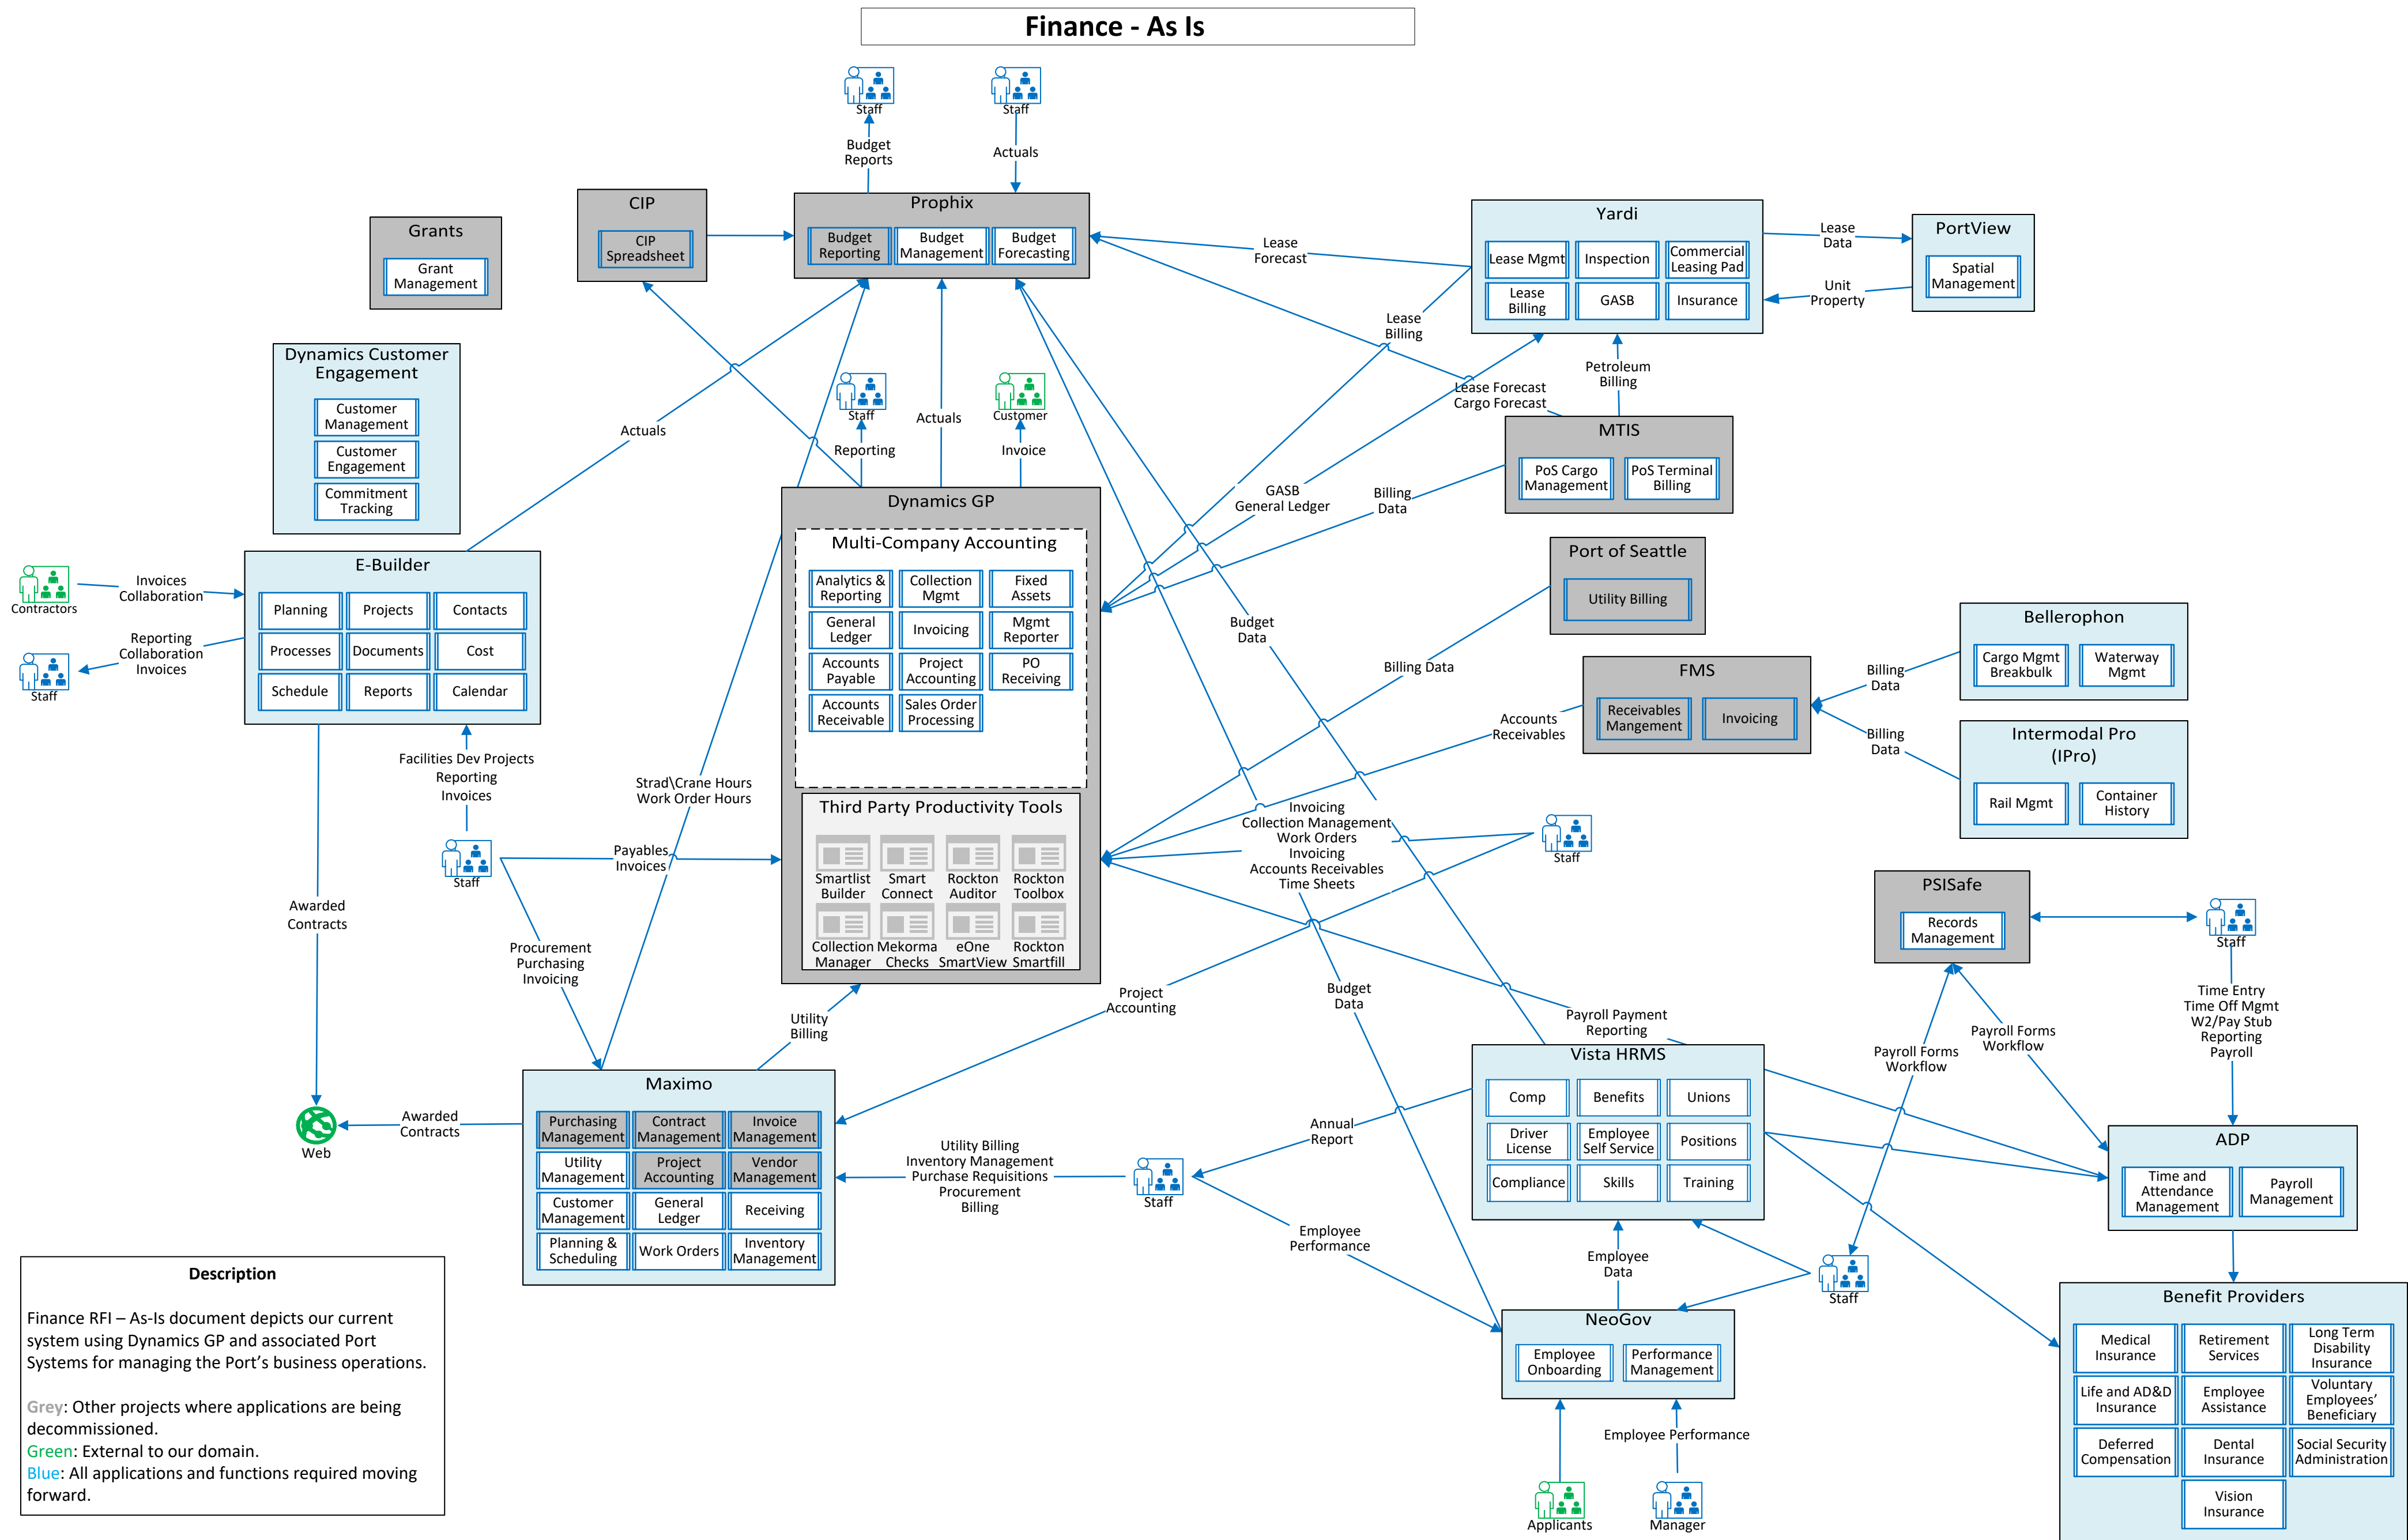 Finance - As Is
Staff
Staff
Budget
Reports
Actuals
CIP
CIP
Spreadsheet
Grants
Grant
Management
Prophix
Budget
Reporting
Budget
Management
Budget
Forecasting
Lease
Forecast
Yardi
Lease Mgmt
Inspection
Commercial
Leasing Pad
Lease
Billing
GASB
Insurance
Lease
Data
Unit
Property
PortView
Spatial
Management
Lease
Billing
Petroleum
Billing
Lease Forecast
Cargo Forecast
MTIS
PoS Cargo
Management
PoS Terminal
Billing
Dynamics Customer
Engagement
Customer
Management
Customer
Engagement
Commitment
Tracking
Actuals
Staff
Reporting
Actuals
Customer
Invoice
GASB
General Ledger
Billing
Data
Dynamics GP
Multi-Company Accounting
Analytics &
Reporting
Collection
Mgmt
Fixed
Assets
General
Ledger
Invoicing
Mgmt
Reporter
Accounts
Payable
Project
Accounting
PO
Receiving
Accounts
Receivable
Sales Order
Processing
Third Party Productivity Tools
Smartlist
Builder
Smart
Connect
Rockton
Auditor
Rockton
Toolbox
Collection
Manager
Mekorma
Checks
eOne
SmartView
Rockton
Smartfill
Port of Seattle
Utility Billing
Budget
Data
Billing Data
Contractors
Invoices
Collaboration
Reporting
Collaboration
Invoices
Staff
E-Builder
Planning
Projects
Contacts
Processes
Documents
Cost
Schedule
Reports
Calendar
Facilities Dev Projects
Reporting
Invoices
Staff
Strad\Crane Hours
Work Order Hours
Payables
Invoices
Accounts
Receivables
FMS
Receivables
Mangement
Invoicing
Billing
Data
Billing
Data
Bellerophon
Cargo Mgmt
Breakbulk
Waterway
Mgmt
Intermodal Pro
(IPro)
Rail Mgmt
Container
History
Invoicing
Collection Management
Work Orders
Invoicing
Accounts Receivables
Time Sheets
Staff
Awarded
Contracts
Procurement
Purchasing
Invoicing
Utility
Billing
Project
Accounting
Budget
Data
Payroll Payment
Reporting
PSISafe
Records
Management
Staff
Time Entry
Time Off Mgmt
W2/Pay Stub
Reporting
Payroll
Payroll Forms
Workflow
Payroll Forms
Workflow
Web
Awarded
Contracts
Maximo
Purchasing
Management
Contract
Management
Invoice
Management
Utility
Management
Project
Accounting
Vendor
Management
Customer
Management
General
Ledger
Receiving
Planning &
Scheduling
Work Orders
Inventory
Management
Utility Billing
Inventory Management
Purchase Requisitions
Procurement
Billing
Staff
Annual
Report
Employee
Performance
Vista HRMS
Comp
Benefits
Unions
Driver
License
Employee
Self Service
Positions
Compliance
Skills
Training
Employee
Data
Staff
ADP
Time and
Attendance
Management
Payroll
Management
NeoGov
Employee
Onboarding
Performance
Management
Employee Performance
Applicants
Manager
Benefit Providers
Medical
Insurance
Retirement
Services
Long Term
Disability
Insurance
Life and AD&D
Insurance
Employee
Assistance
Voluntary
Employees’
Beneficiary
Deferred
Compensation
Dental
Insurance
Social Security
Administration
Vision
Insurance
Description
Finance RFI – As-Is document depicts our current
system using Dynamics GP and associated Port
Systems for managing the Port’s business operations.
Grey: Other projects where applications are being
decommissioned.
Green: External to our domain.
Blue: All applications and functions required moving
forward.